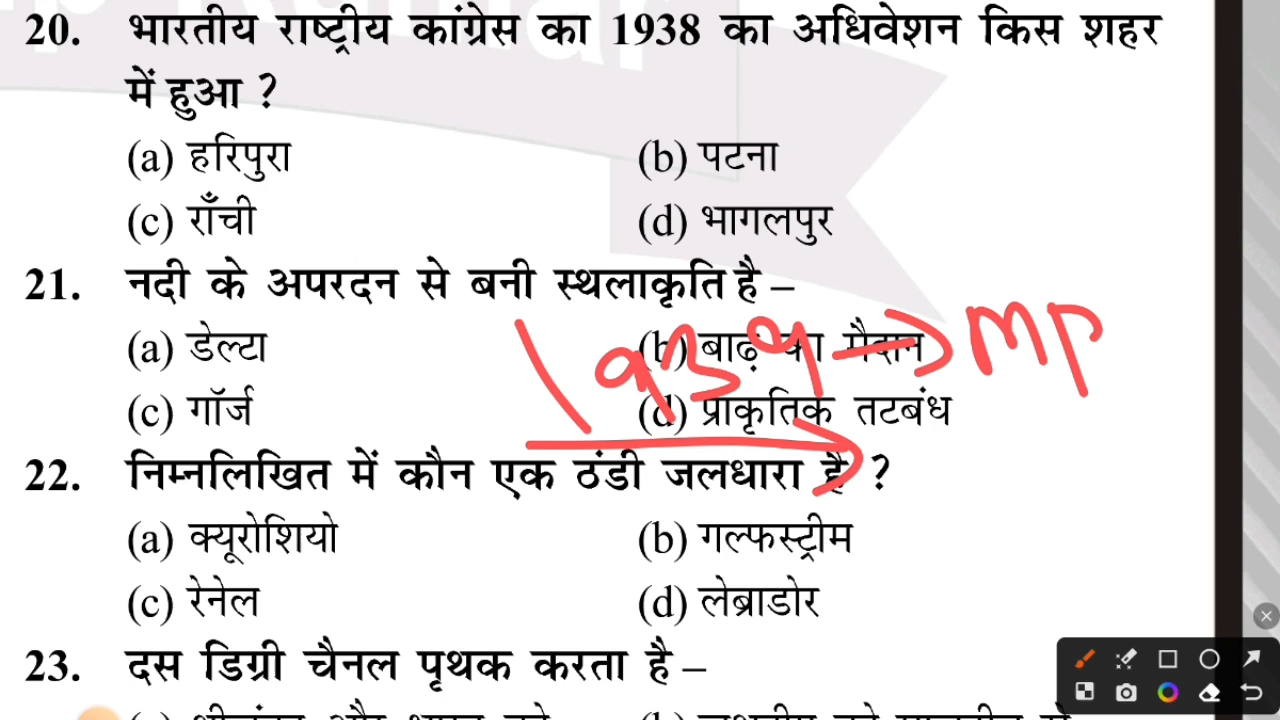 20. भारतीय राष्ट्रीय कांग्रेस का 1938 का अधिवेशन किस शहर
में हुआ ?
(a) हरिपुरा (b) पटना
(c) राँची (d) भागलपुर
21. नदी के अपरदन से बनी स्थलाकृति है –
(a) डेल्टा (b) बाढ़ का मैदान
1939 → MP
(c) गॉर्ज (d) प्राकृतिक तटबंध
22. निम्नलिखित में कौन एक ठंडी जलधारा है ?
(a) क्यूरोशियो (b) गल्फस्ट्रीम
(c) रेनेल (d) लेब्राडोर
23. दस डिग्री चैनल पृथक करता है –